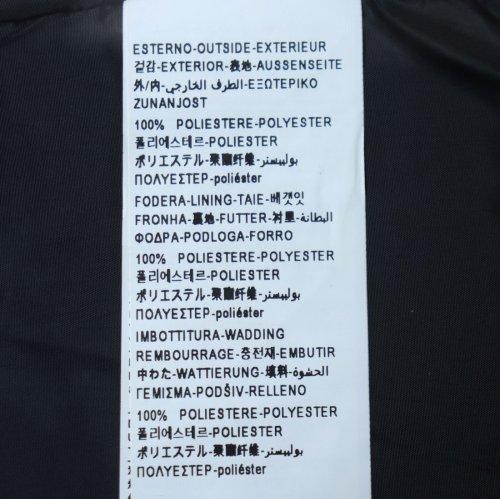 ESTERNO-OUTSIDE-EXTERIEUR
겉감-EXTERIOR-表地-AUSSENSEITE
外/内-الطرف الخارجي-ΕΞΩΤΕΡΙΚΟ
ZUNANJOST
100% POLIESTERE-POLYESTER
폴리에스테르-POLIESTER
ポリエステル-聚酯纤维-بوليستر
ΠΟΛΥΕΣΤΕΡ-poliéster
FODERA-LINING-TAIE-베갯잇
FRONHA-裏地-FUTTER-衬里-البطانة
ΦΟΔΡΑ-PODLOGA-FORRO
100% POLIESTERE-POLYESTER
폴리에스테르-POLIESTER
ポリエステル-聚酯纤维-بوليستر
ΠΟΛΥΕΣΤΕΡ-poliéster
IMBOTTITURA-WADDING
REMBOURRAGE-충전재-EMBUTIR
中わた-WATTIERUNG-填料-الحشوة
ΓΕΜΙΣΜΑ-PODŠIV-RELLENO
100% POLIESTERE-POLYESTER
폴리에스테르-POLIESTER
ポリエステル-聚酯纤维-بوليستر
ΠΟΛΥΕΣΤΕΡ-poliéster